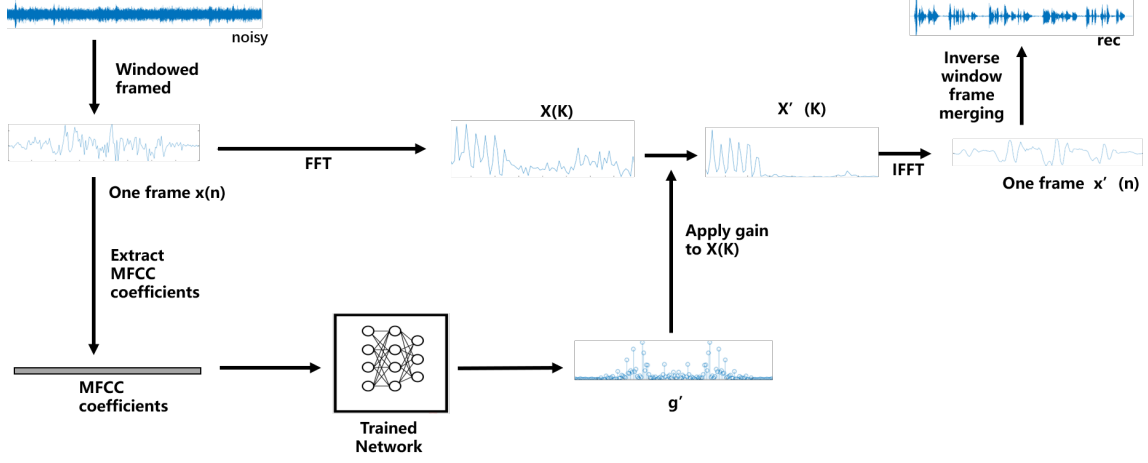 noisy
rec
Windowed
framed
Inverse
window
frame
merging
X(K)
X′ (K)
FFT
IFFT
One frame x(n)
One frame x′ (n)
Apply gain
to X(K)
Extract
MFCC
coefficients
MFCC
coefficients
g′
Trained
Network